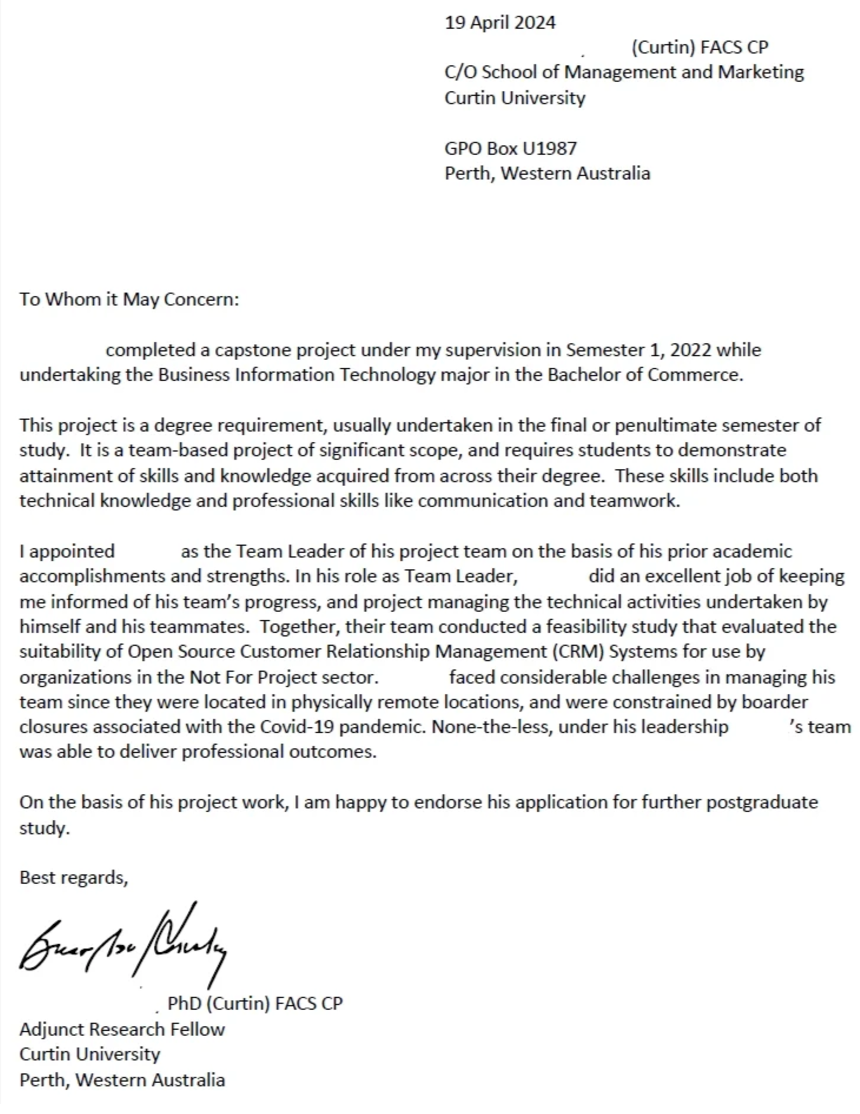 19 April 2024
(Curtin) FACS CP
C/O School of Management and Marketing
Curtin University
GPO Box U1987
Perth, Western Australia
To Whom it May Concern:
completed a capstone project under my supervision in Semester 1, 2022 while
undertaking the Business Information Technology major in the Bachelor of Commerce.
This project is a degree requirement, usually undertaken in the final or penultimate semester of
study.  It is a team-based project of significant scope, and requires students to demonstrate
attainment of skills and knowledge acquired from across their degree.  These skills include both
technical knowledge and professional skills like communication and teamwork.
I appointed as the Team Leader of his project team on the basis of his prior academic
accomplishments and strengths. In his role as Team Leader, did an excellent job of keeping
me informed of his team's progress, and project managing the technical activities undertaken by
himself and his teammates.  Together, their team conducted a feasibility study that evaluated the
suitability of Open Source Customer Relationship Management (CRM) Systems for use by
organizations in the Not For Project sector. faced considerable challenges in managing his
team since they were located in physically remote locations, and were constrained by boarder
closures associated with the Covid-19 pandemic. None-the-less, under his leadership 's team
was able to deliver professional outcomes.
On the basis of his project work, I am happy to endorse his application for further postgraduate
study.
Best regards,
PhD (Curtin) FACS CP
Adjunct Research Fellow
Curtin University
Perth, Western Australia